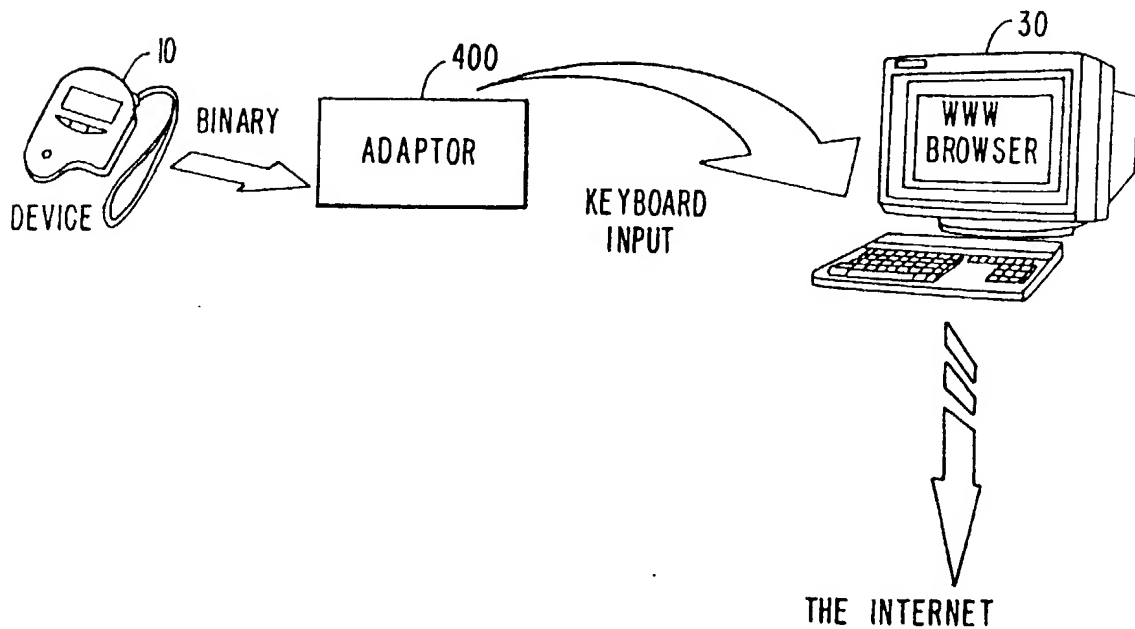 10
400
30
BINARY
ADAPTOR
WWW
BROWSER
DEVICE
KEYBOARD
INPUT
THE INTERNET